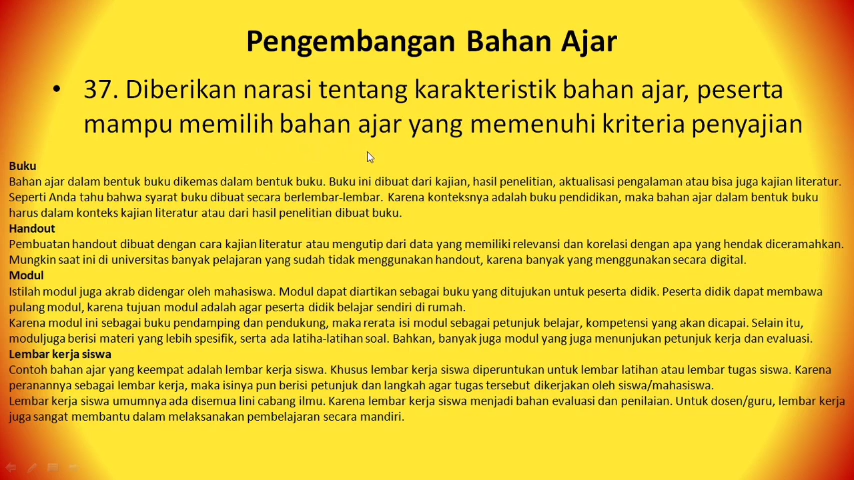 Pengembangan Bahan Ajar
• 37. Diberikan narasi tentang karakteristik bahan ajar, peserta
mampu memilih bahan ajar yang memenuhi kriteria penyajian
Buku
Bahan ajar dalam bentuk buku dikemas dalam bentuk buku. Buku ini dibuat dari kajian, hasil penelitian, aktualisasi pengalaman atau bisa juga kajian literatur.
Seperti Anda tahu bahwa syarat buku dibuat secara berlembar-lembar. Karena konteksnya adalah buku pendidikan, maka bahan ajar dalam bentuk buku
harus dalam konteks kajian literatur atau dari hasil penelitian dibuat buku.
Handout
Pembuatan handout dibuat dengan cara kajian literatur atau mengutip dari data yang memiliki relevansi dan korelasi dengan apa yang hendak diceramahkan.
Mungkin saat ini di universitas banyak pelajaran yang sudah tidak menggunakan handout, karena banyak yang menggunakan secara digital.
Modul
Istilah modul juga akrab didengar oleh mahasiswa. Modul dapat diartikan sebagai buku yang ditujukan untuk peserta didik. Peserta didik dapat membawa
pulang modul, karena tujuan modul adalah agar peserta didik belajar sendiri di rumah.
Karena modul ini sebagai buku pendamping dan pendukung, maka rerata isi modul sebagai petunjuk belajar, kompetensi yang akan dicapai. Selain itu,
moduljuga berisi materi yang lebih spesifik, serta ada latiha-latihan soal. Bahkan, banyak juga modul yang juga menunjukan petunjuk kerja dan evaluasi.
Lembar kerja siswa
Contoh bahan ajar yang keempat adalah lembar kerja siswa. Khusus lembar kerja siswa diperuntukan untuk lembar latihan atau lembar tugas siswa. Karena
peranannya sebagai lembar kerja, maka isinya pun berisi petunjuk dan langkah agar tugas tersebut dikerjakan oleh siswa/mahasiswa.
Lembar kerja siswa umumnya ada disemua lini cabang ilmu. Karena lembar kerja siswa menjadi bahan evaluasi dan penilaian. Untuk dosen/guru, lembar kerja
juga sangat membantu dalam melaksanakan pembelajaran secara mandiri.